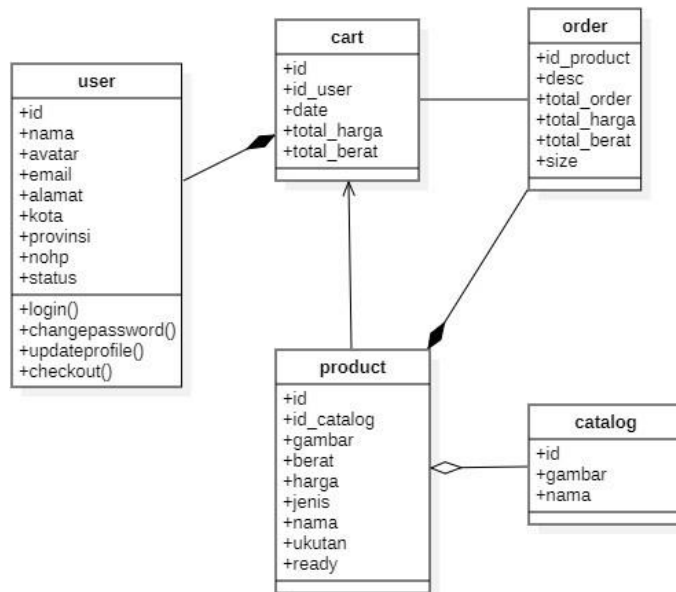 user
+id
+nama
+avatar
+email
+alamat
+kota
+provinsi
+nohp
+status
+login()
+changepassword()
+updateprofile()
+checkout()
cart
+id
+id_user
+date
+total_harga
+total_berat
order
+id_product
+desc
+total_order
+total_harga
+total_berat
+size
product
+id
+id_catalog
+gambar
+berat
+harga
+jenis
+nama
+ukutan
+ready
catalog
+id
+gambar
+nama